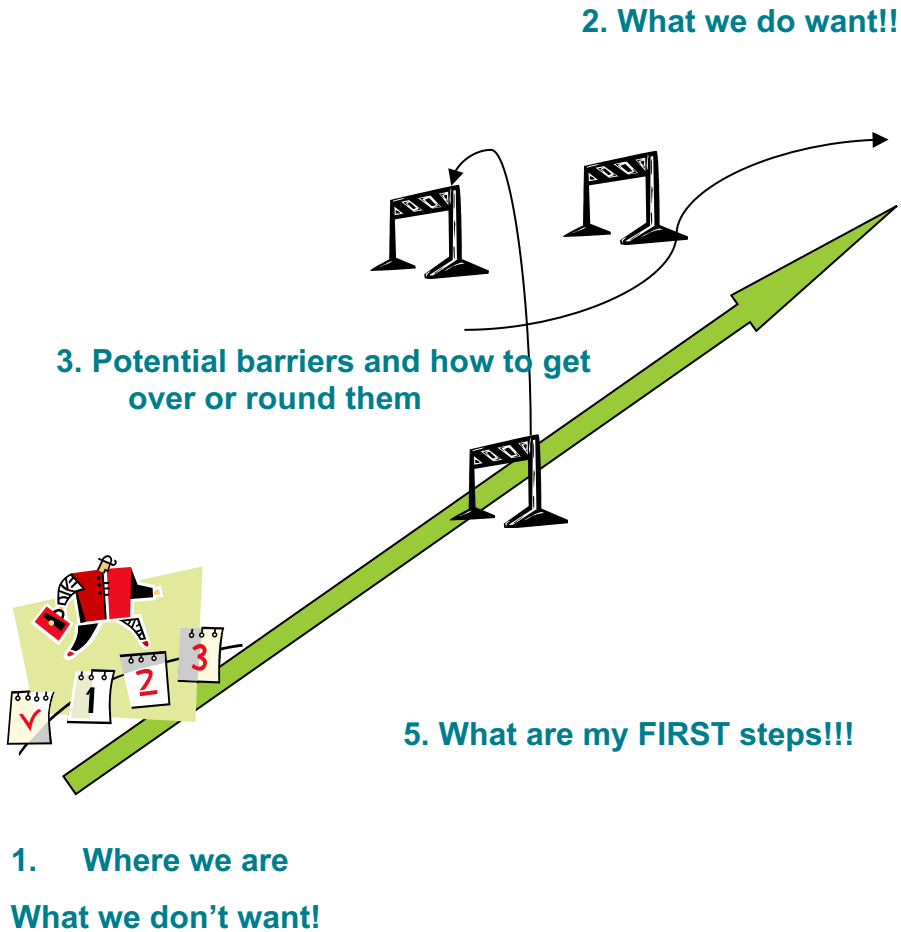 2. What we do want!!
3. Potential barriers and how to get
over or round them
1
2
3
5. What are my FIRST steps!!!
1. Where we are
What we don’t want!